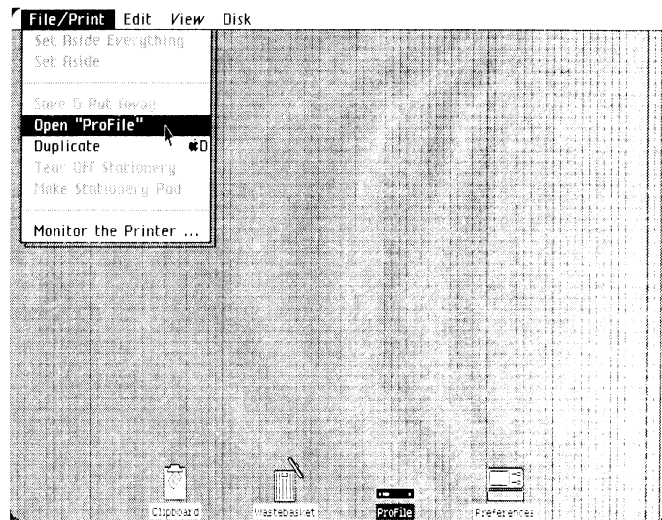 File/Print Edit View Disk
Set Aside Everything
Set Aside
Save & Put Away
Open "ProFile"
Duplicate D
Tear Off Stationery
Make Stationery Pad
Monitor the Printer ...
Clipboard Wastebasket ProFile Preferences